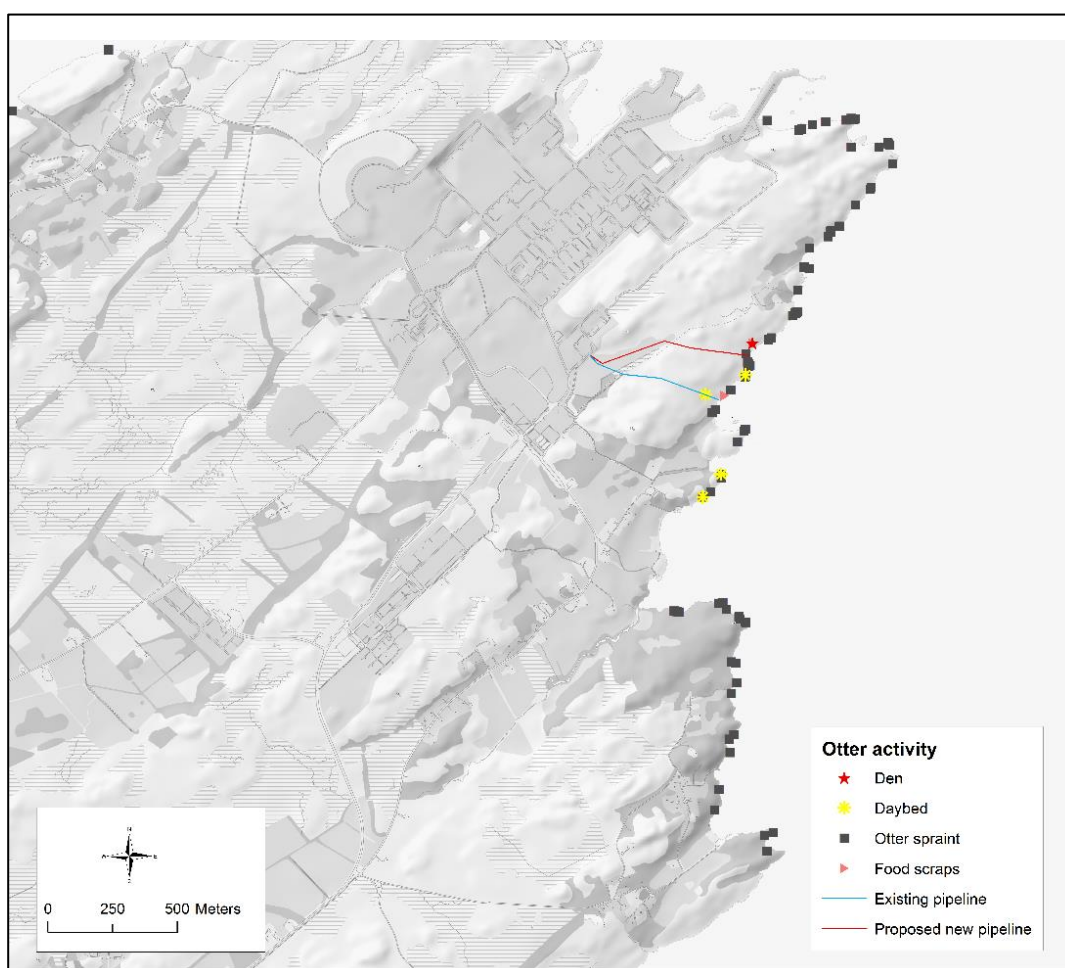 Otter activity
Den
Daybed
Otter spraint
Food scraps
Existing pipeline
Proposed new pipeline
N
0 250 500 Meters